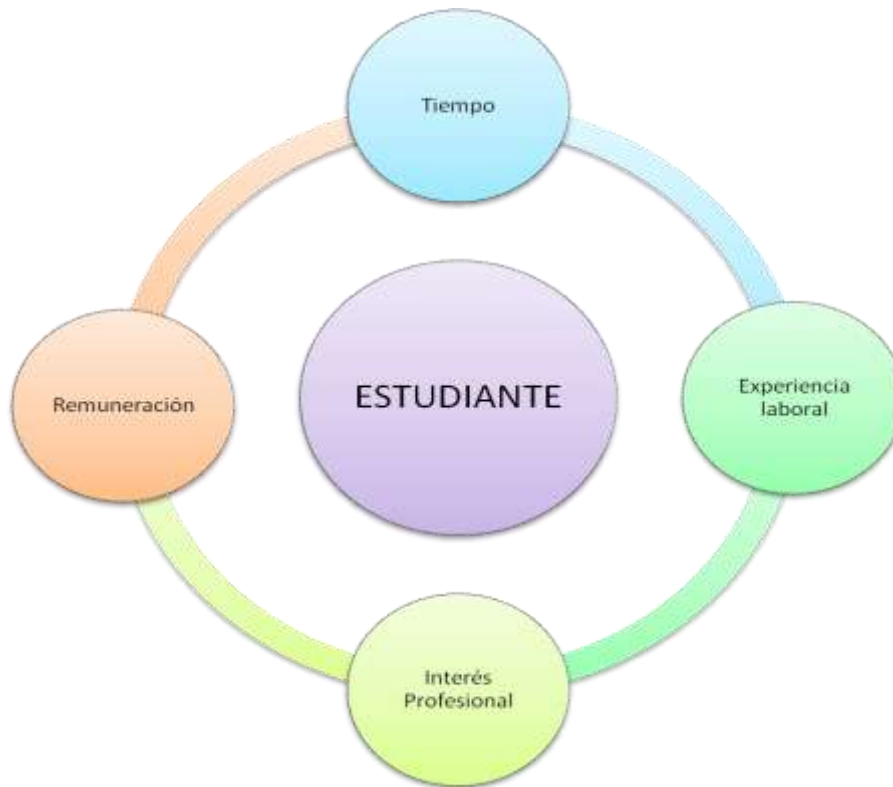 Tiempo
Remuneración
ESTUDIANTE
Experiencia
laboral
Interés
Profesional